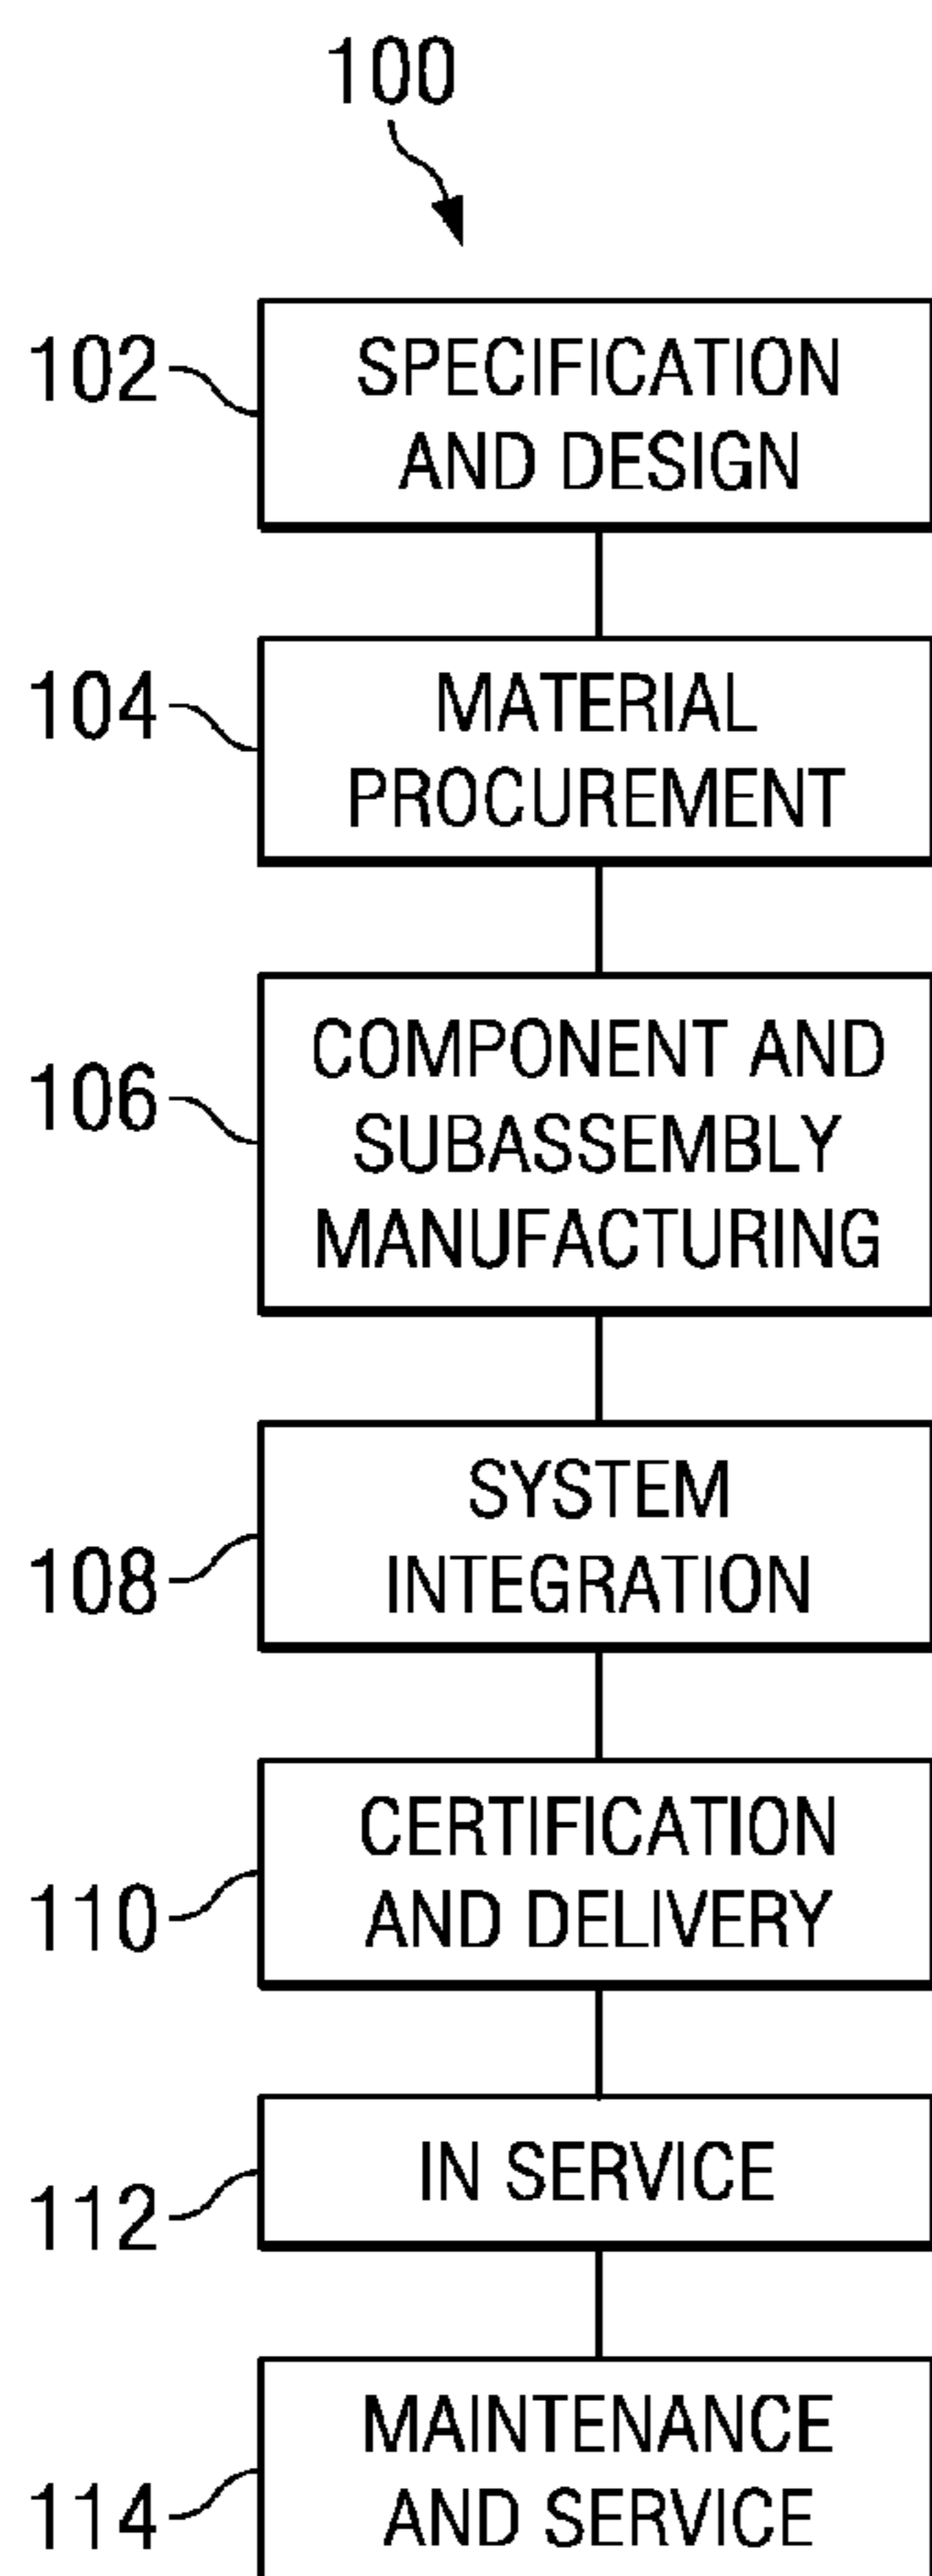 100
102
SPECIFICATION
AND DESIGN
104
MATERIAL
PROCUREMENT
106
COMPONENT AND
SUBASSEMBLY
MANUFACTURING
108
SYSTEM
INTEGRATION
110
CERTIFICATION
AND DELIVERY
112
IN SERVICE
114
MAINTENANCE
AND SERVICE